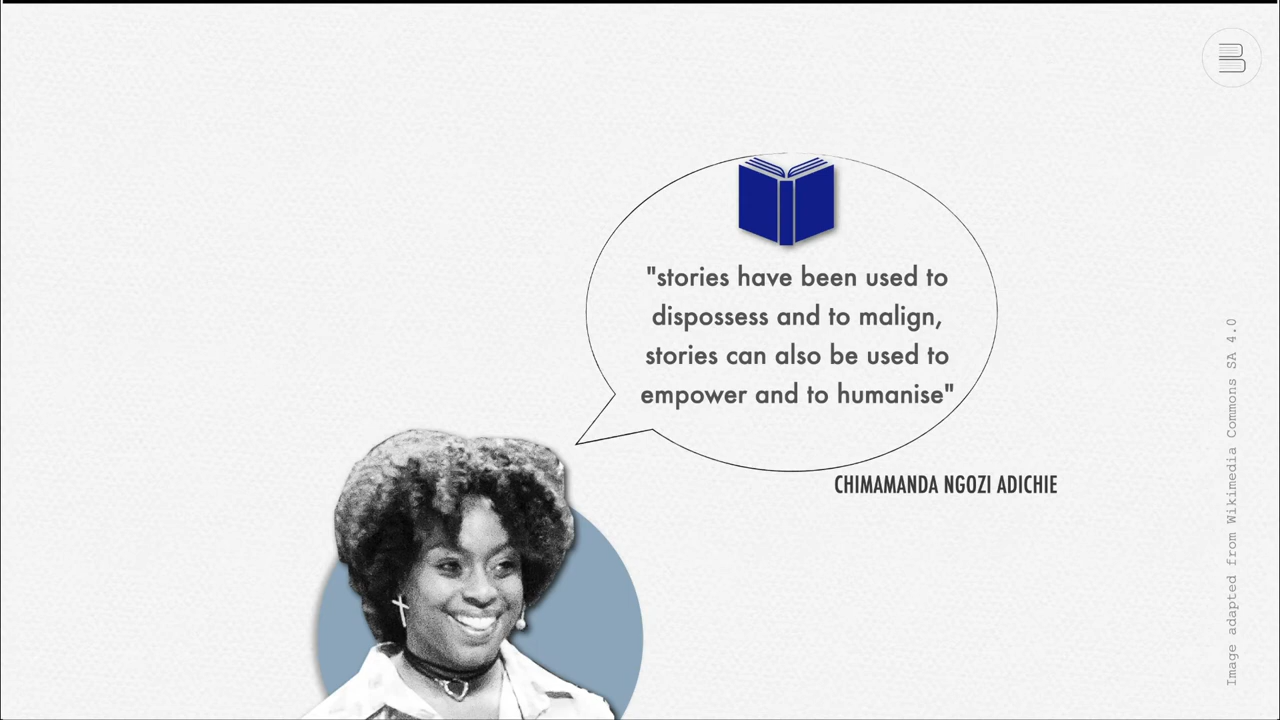 "stories have been used to
dispossess and to malign,
stories can also be used to
empower and to humanise"
CHIMAMANDA NGOZI ADICHIE
Image adapted from Wikimedia Commons SA 4.0